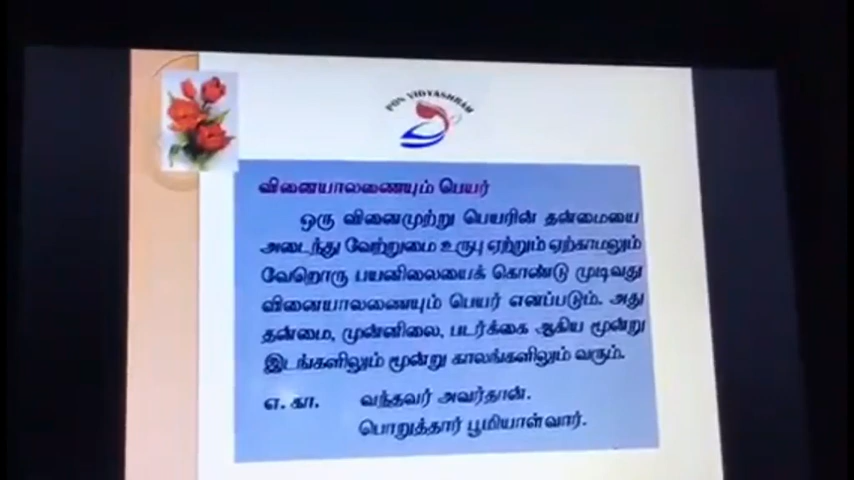 PON VIDYASHRAM
வினையாலணையும் பெயர்
ஒரு வினைமுற்று பெயரின் தன்மையை
அடைந்து வேற்றுமை உருபு ஏற்றும் ஏற்காமலும்
வேறொரு பயனிலையைக் கொண்டு முடிவது
வினையாலணையும் பெயர் எனப்படும். அது
தன்மை, முன்னிலை, படர்க்கை ஆகிய மூன்று
இடங்களிலும் மூன்று காலங்களிலும் வரும்.
எ. கா. வந்தவர் அவர்தான்.
பொறுத்தார் பூமியாள்வார்.